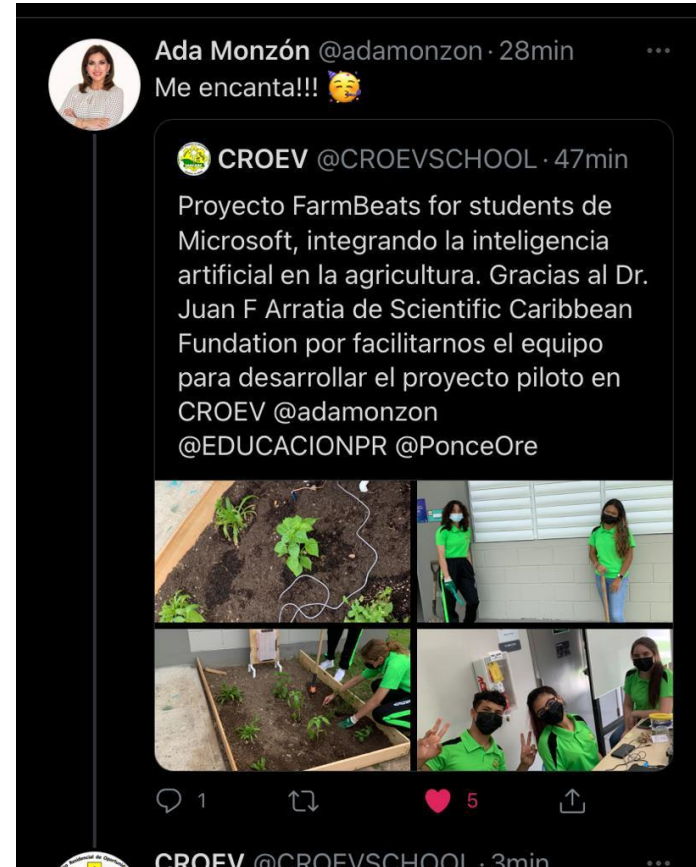 Ada Monzón @adamonzon · 28min
Me encanta!!! 🥳
CROEV @CROEVSCHOOL · 47min
Proyecto FarmBeats for students de
Microsoft, integrando la inteligencia
artificial en la agricultura. Gracias al Dr.
Juan F Arratia de Scientific Caribbean
Fundation por facilitarnos el equipo
para desarrollar el proyecto piloto en
CROEV @adamonzon
@EDUCACIONPR @PonceOre
1
5
CROEV @CROEVSCHOOL · 3min